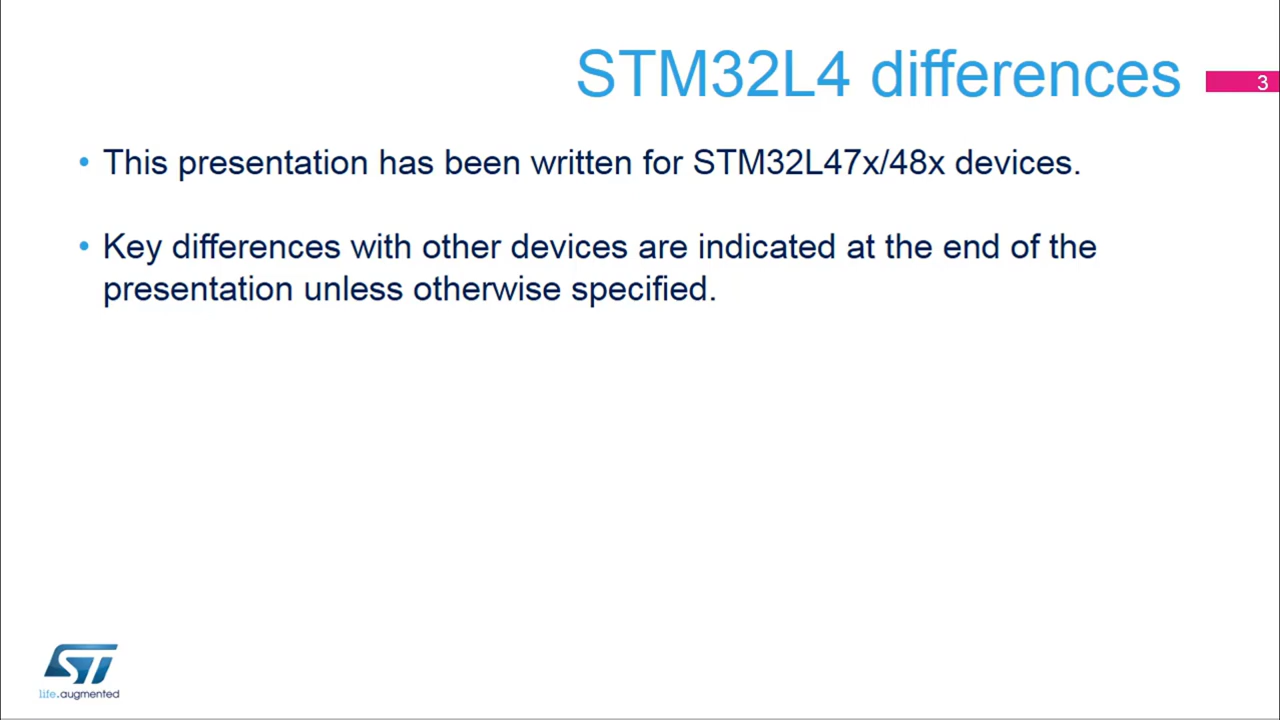 STM32L4 differences
3
• This presentation has been written for STM32L47x/48x devices.
• Key differences with other devices are indicated at the end of the
presentation unless otherwise specified.
ST
life.augmented